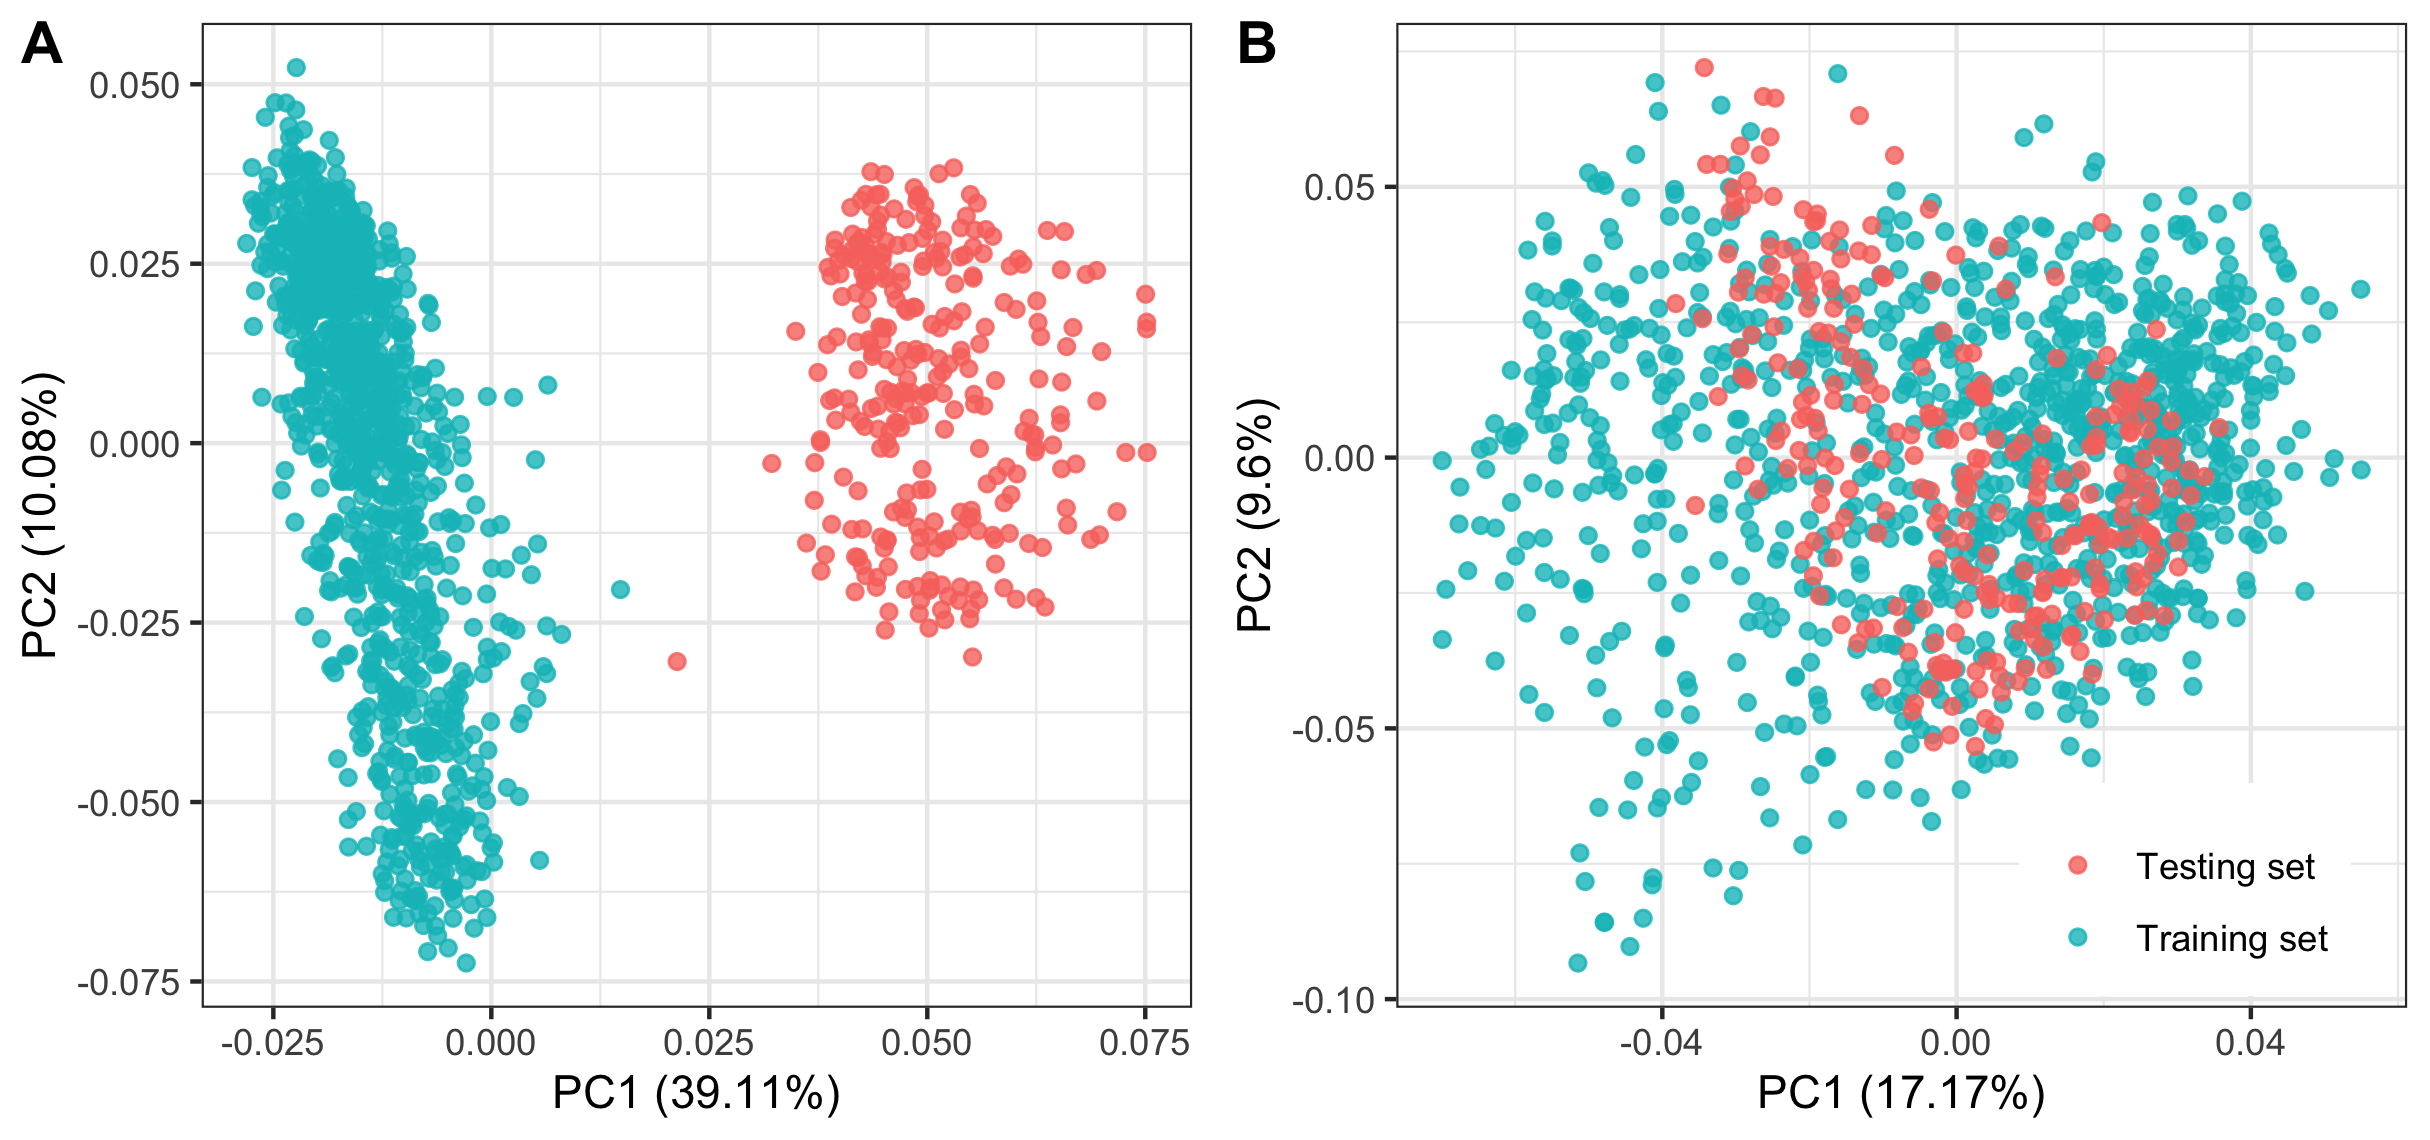 A
PC2 (10.08%)
0.050
0.025
0.000
-0.025
-0.050
-0.075
-0.025
0.000
0.025
0.050
0.075
PC1 (39.11%)
B
PC2 (9.6%)
0.05
0.00
-0.05
-0.10
-0.04
0.00
0.04
PC1 (17.17%)
Testing set
Training set